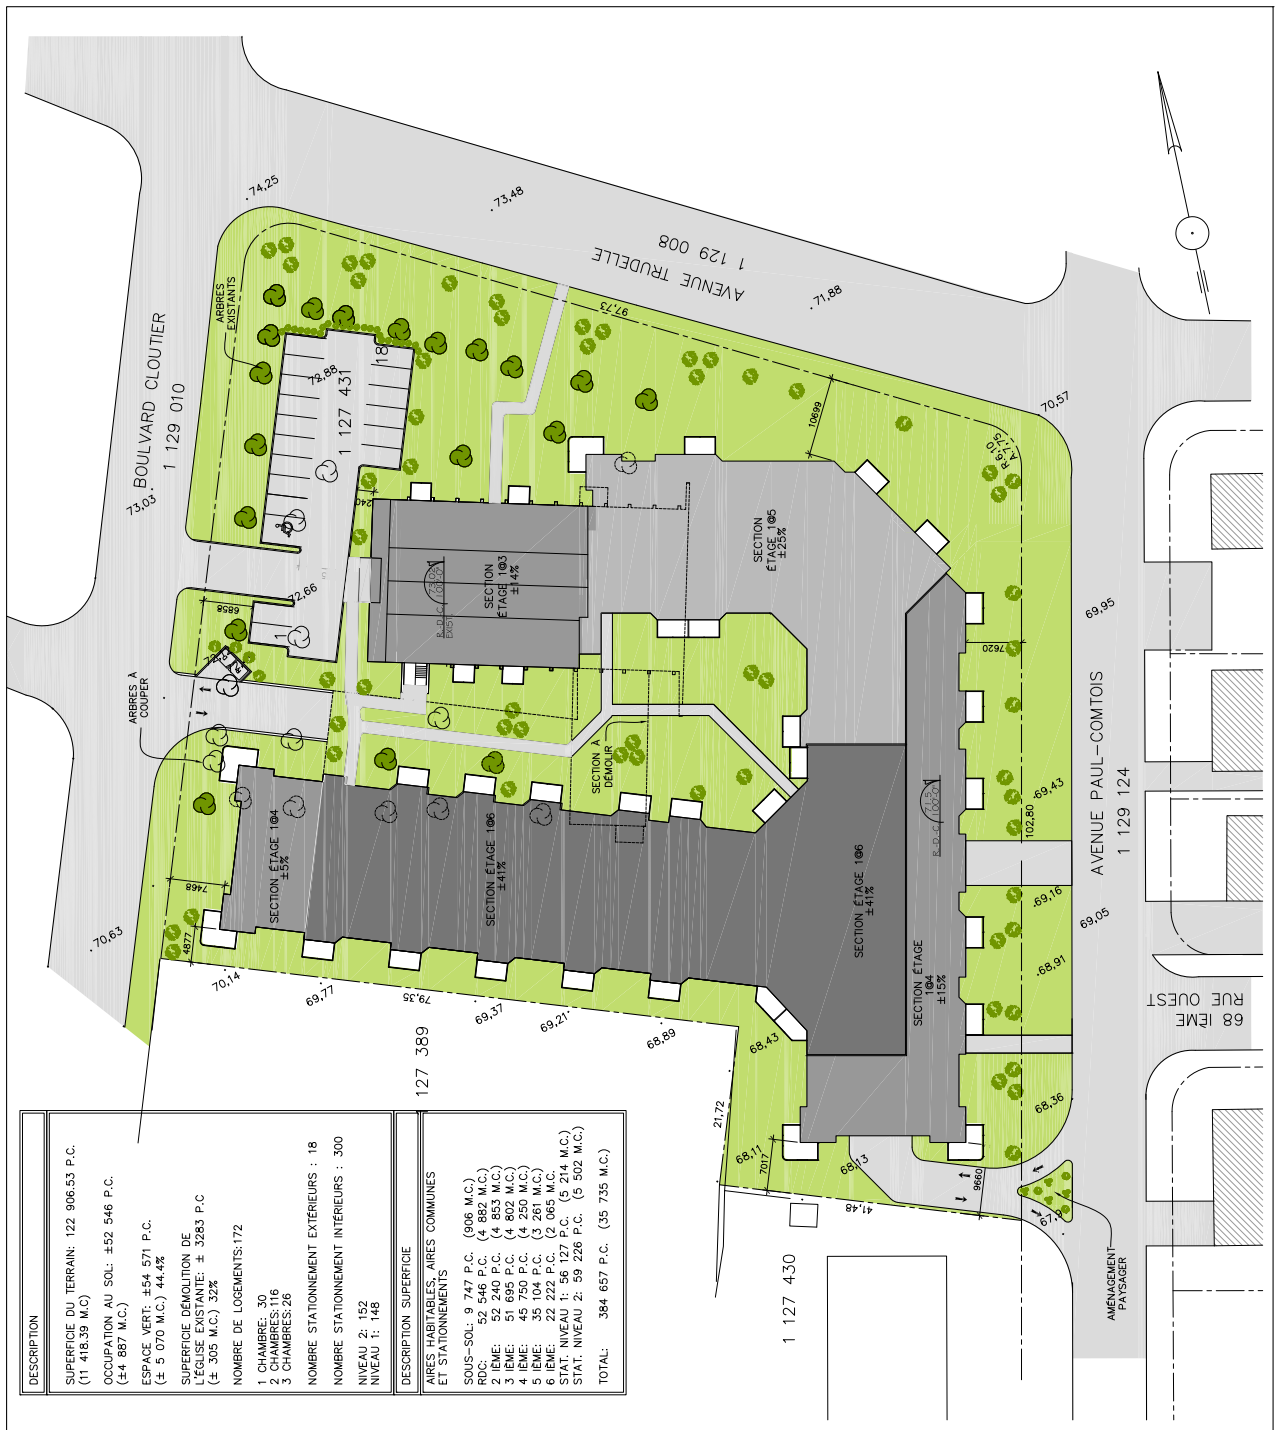 DESCRIPTION
SUPERFICIE DU TERRAIN: 122 906.53 P.C.
(11 418.39 M.C)
OCCUPATION AU SOL: ±52 546 P.C.
(±4 887 M.C.)
ESPACE VERT: ±54 571 P.C.
(± 5 070 M.C.) 44.4%
SUPERFICIE DÉMOLITION DE
L'ÉGLISE EXISTANTE: ± 3283 P.C
(± 305 M.C.) 32%
NOMBRE DE LOGEMENTS:172
1 CHAMBRE: 30
2 CHAMBRES:116
3 CHAMBRES:26
NOMBRE STATIONNEMENT EXTÉRIEURS : 18
NOMBRE STATIONNEMENT INTÉRIEURS : 300
NIVEAU 2: 152
NIVEAU 1: 148
DESCRIPTION SUPERFICIE
AIRES HABITABLES, AIRES COMMUNES
ET STATIONNEMENTS
SOUS-SOL: 9 747 P.C. (906 M.C.)
RDC: 52 546 P.C. (4 882 M.C.)
2 IÈME: 52 240 P.C. (4 853 M.C.)
3 IÈME: 51 695 P.C. (4 802 M.C.)
4 IÈME: 45 750 P.C. (4 250 M.C.)
5 IÈME: 35 104 P.C. (3 261 M.C.)
6 IÈME: 22 222 P.C. (2 065 M.C.
STAT. NIVEAU 1: 56 127 P.C. (5 214 M.C.)
STAT. NIVEAU 2: 59 226 P.C. (5 502 M.C.)
TOTAL: 384 657 P.C. (35 735 M.C.)
BOULVARD CLOUTIER
1 129 010
73,03
74,25
73,48
AVENUE TRUDELLE
1 129 008
71,88
97,73
70,57
R.6,10
A.7,75
10699
ARBRES
EXISTANTS
72,88
1 127 431
18
240
72,66
6858
1
ARBRES À
COUPER
SECTION
ÉTAGE 1@3
±14%
R.-D.-C.
EXIST.
SECTION
ÉTAGE 1@5
±25%
SECTION À
DÉMOLIR
SECTION ÉTAGE 1@4
±5%
SECTION ÉTAGE 1@6
±41%
SECTION ÉTAGE 1@6
±41%
SECTION ÉTAGE
1@4
±15%
R.-D.-C.
7620
7468
4877
70,63
70,14
69,77
79,35
69,37
69,21
68,89
68,43
127 389
21,72
68,11
7017
68,13
41,48
9660
67,9
1 127 430
AMÉNAGEMENT
PAYSAGER
69,95
AVENUE PAUL-COMTOIS
1 129 124
69,43
102,80
69,16
69,05
68,91
68,36
68 IÈME
RUE OUEST